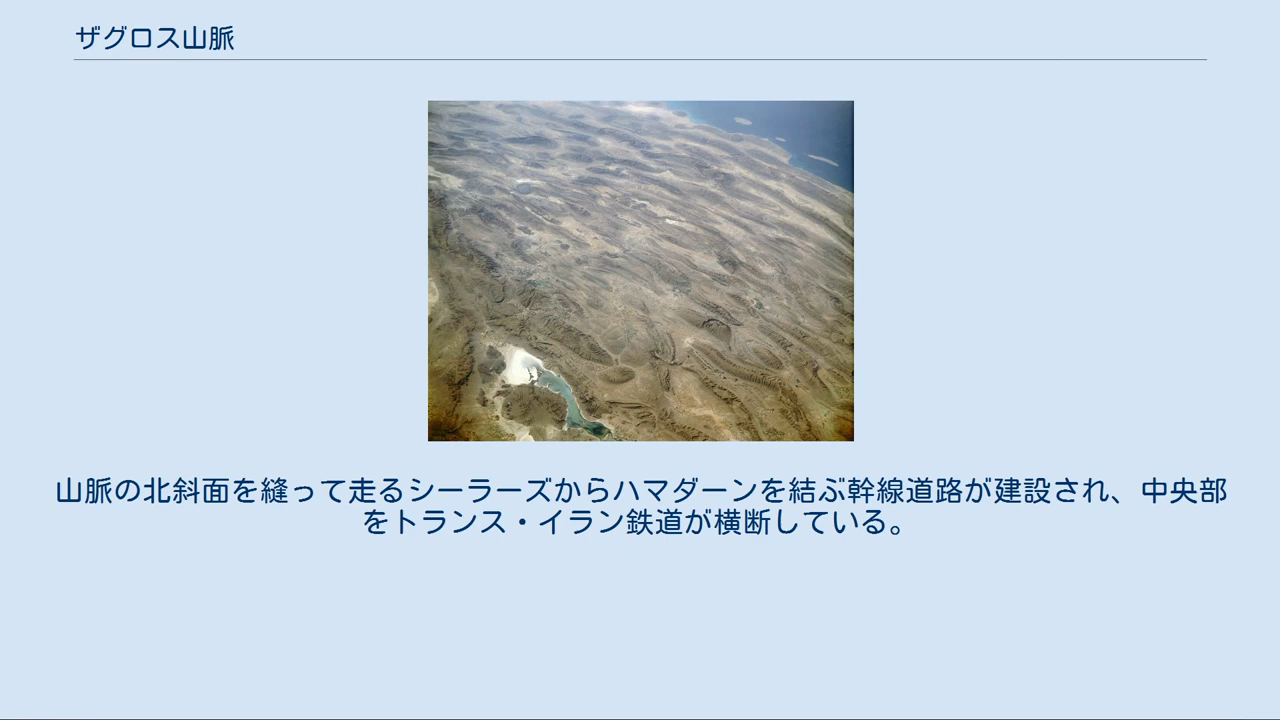 ザグロス山脈
山脈の北斜面を縫って走るシーラーズからハマダーンを結ぶ幹線道路が建設され、中央部
をトランス・イラン鉄道が横断している。